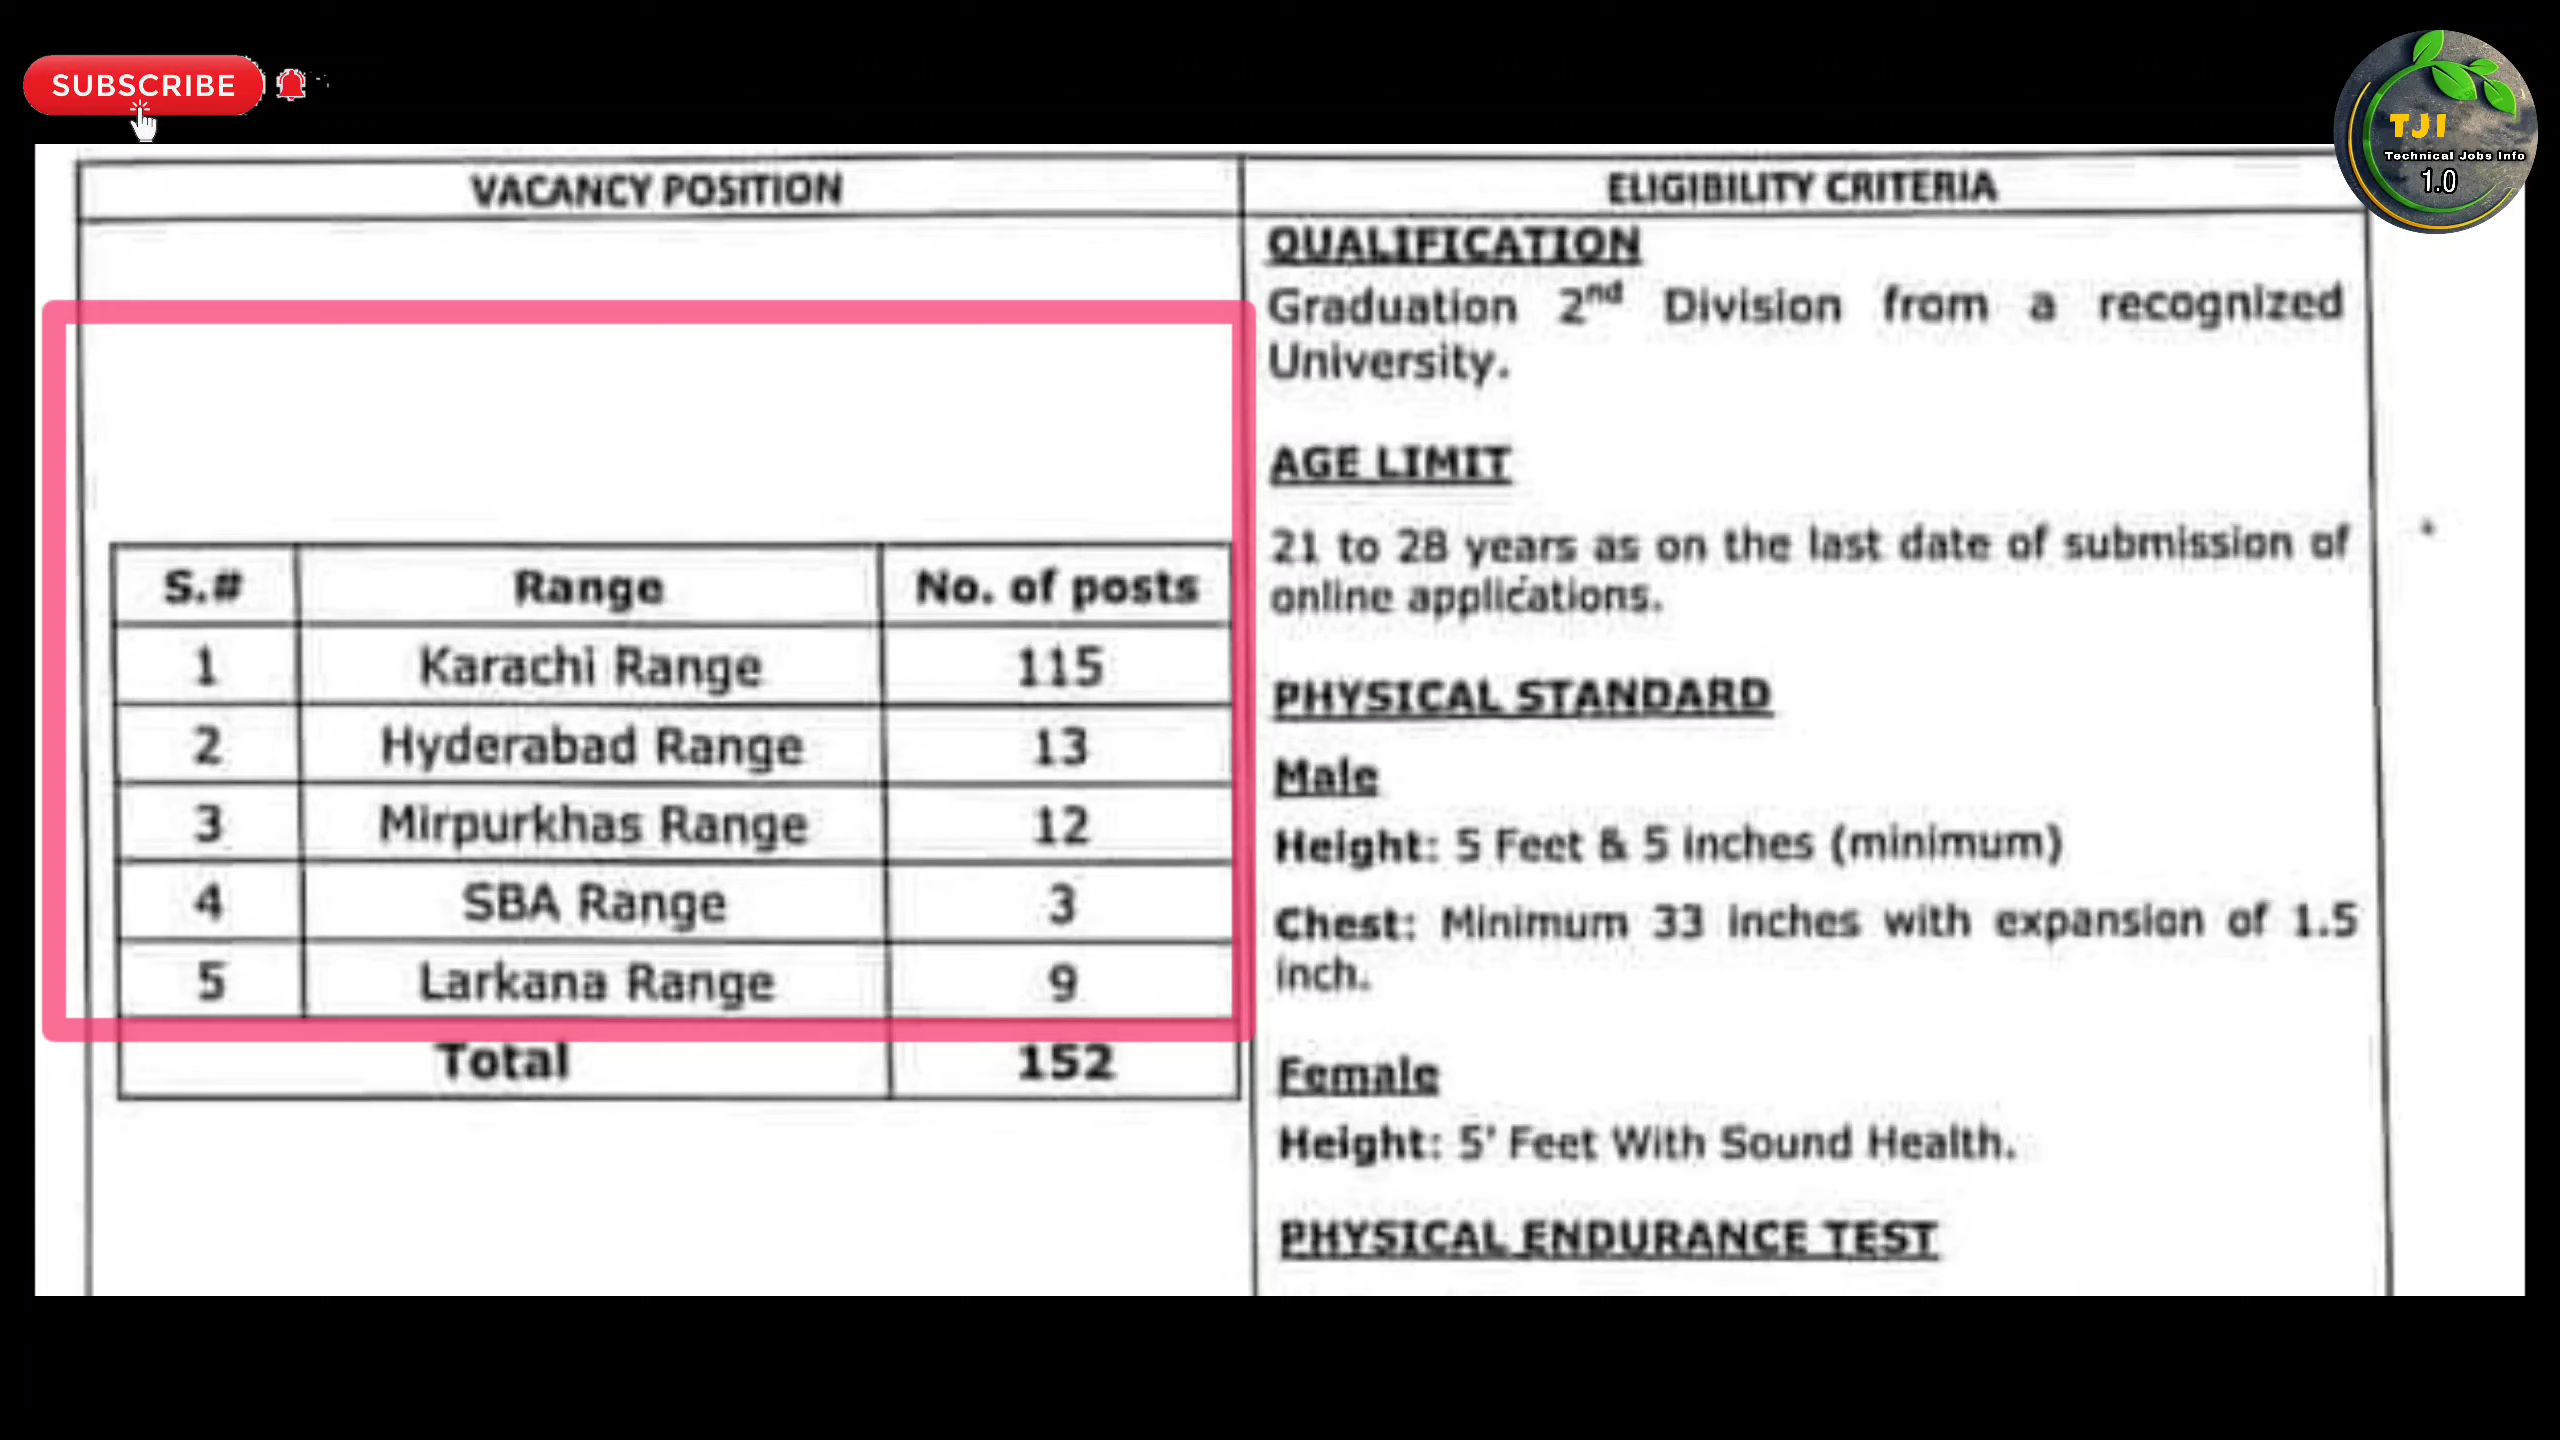 SUBSCRIBE
TJI
Technical Jobs Info
1.0
VACANCY POSITION
S.# Range No. of posts
1 Karachi Range 115
2 Hyderabad Range 13
3 Mirpurkhas Range 12
4 SBA Range 3
5 Larkana Range 9
Total 152
ELIGIBILITY CRITERIA
QUALIFICATION
Graduation 2nd Division from a recognized
University.
AGE LIMIT
21 to 28 years as on the last date of submission of
online applications.
PHYSICAL STANDARD
Male
Height: 5 Feet & 5 inches (minimum)
Chest: Minimum 33 inches with expansion of 1.5
inch.
Female
Height: 5' Feet With Sound Health.
PHYSICAL ENDURANCE TEST